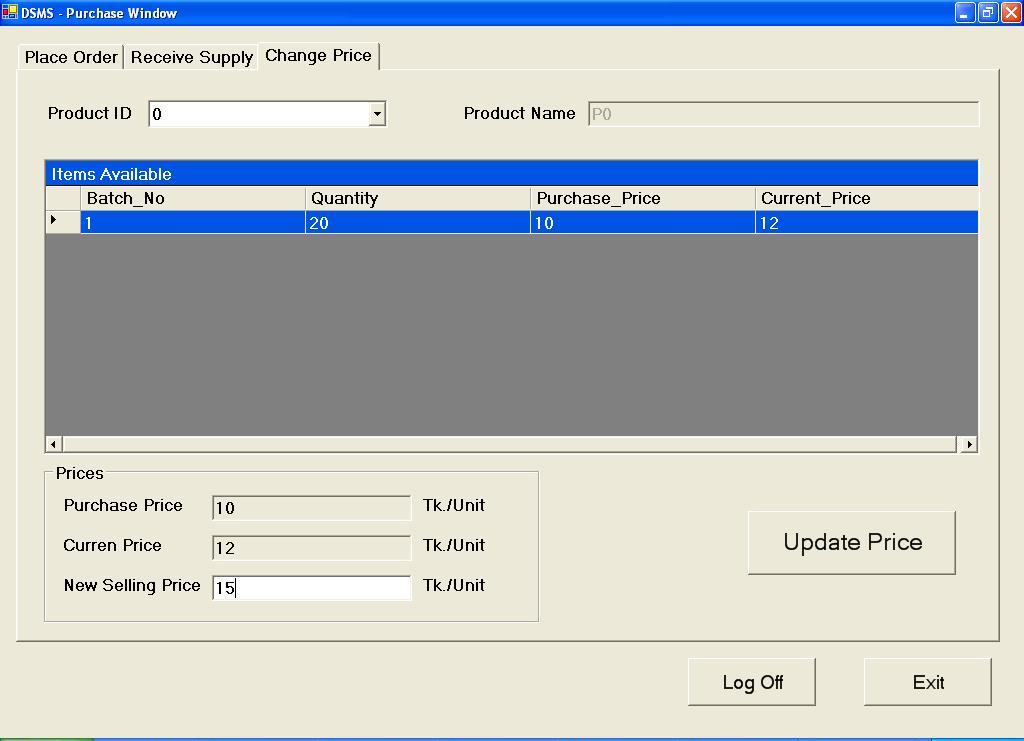 DSMS - Purchase Window
Place Order Receive Supply Change Price
Product ID 0 Product Name P0
Items Available
Batch_No Quantity Purchase_Price Current_Price
1 20 10 12
Prices
Purchase Price 10 Tk./Unit
Curren Price 12 Tk./Unit
New Selling Price 15 Tk./Unit
Update Price
Log Off Exit